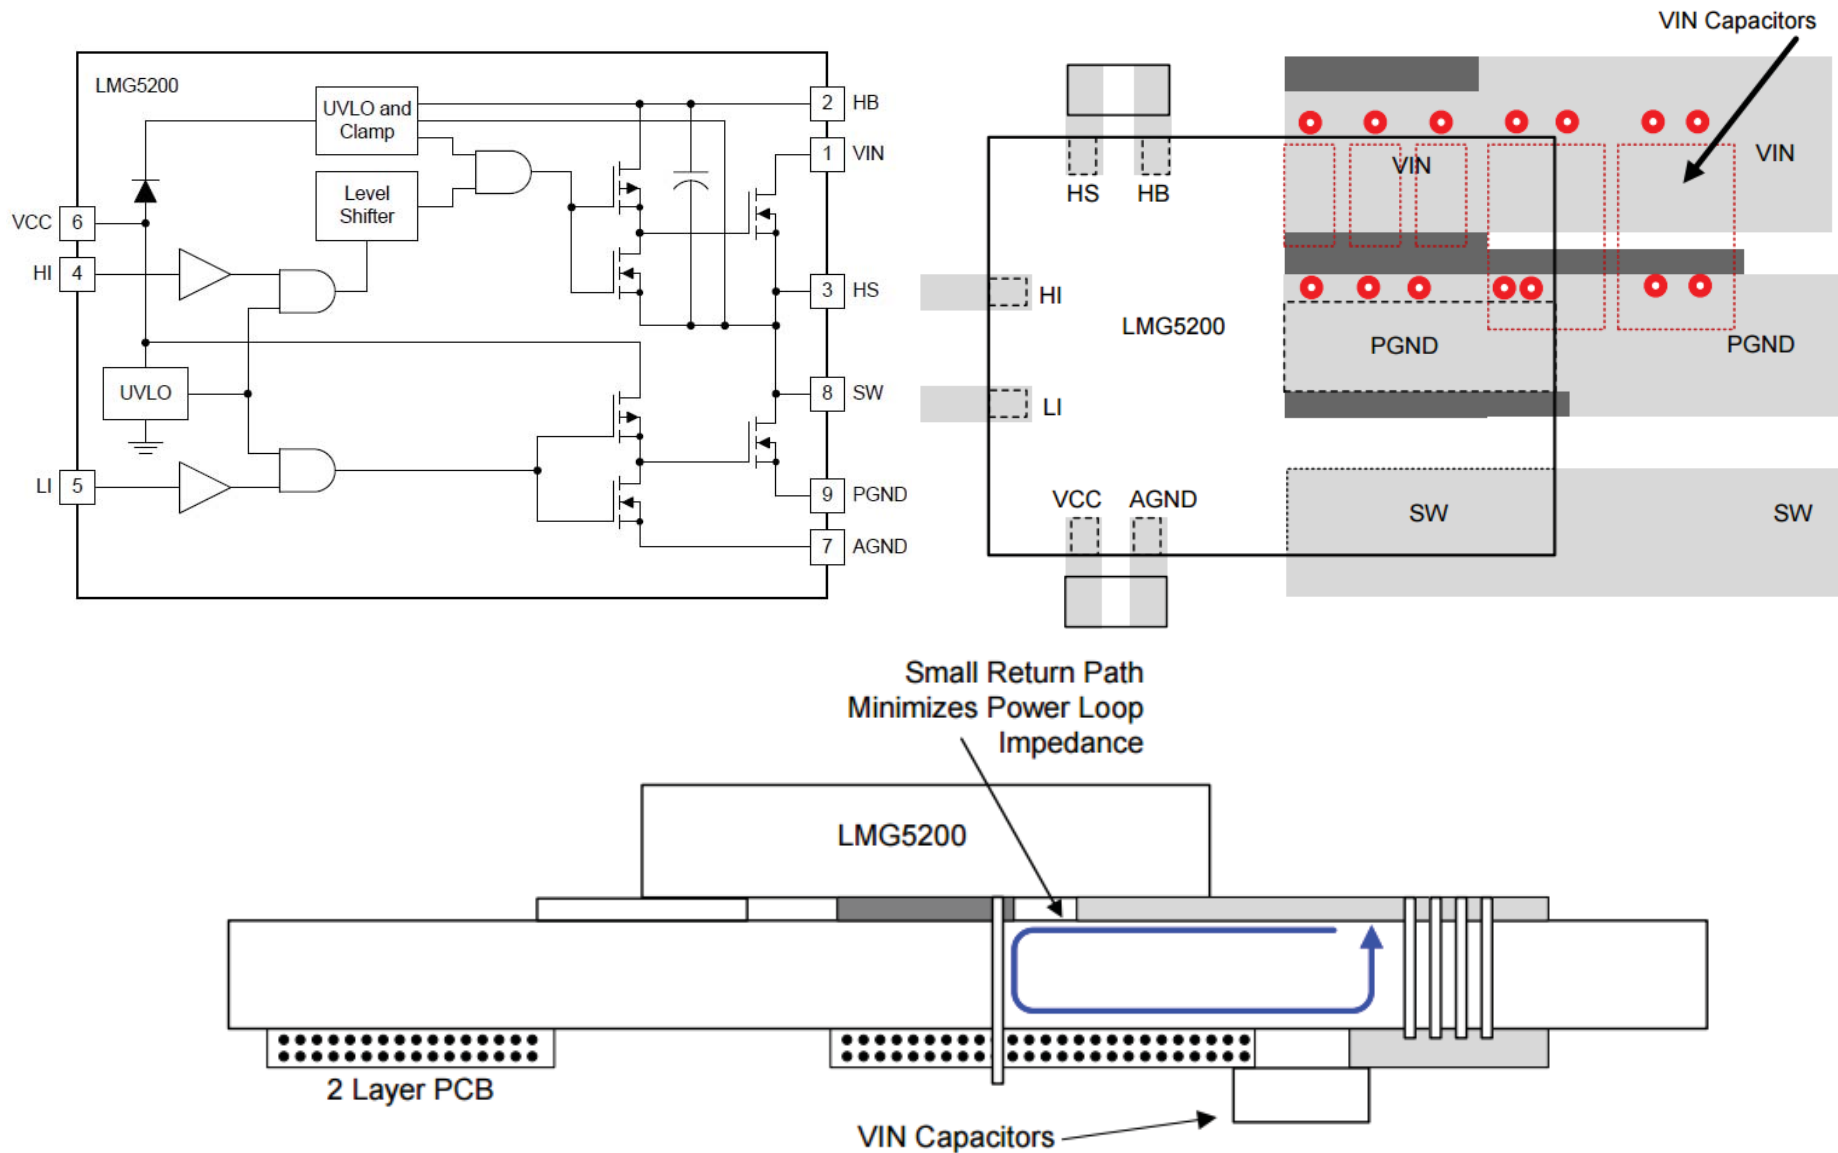 LMG5200
UVLO and
Clamp
Level
Shifter
VCC 6
HI 4
UVLO
LI 5
2 HB
1 VIN
3 HS
8 SW
9 PGND
7 AGND
VIN Capacitors
HS HB
VIN
VIN
HI
LMG5200
LI
PGND
PGND
VCC AGND
SW
SW
Small Return Path
Minimizes Power Loop
Impedance
LMG5200
2 Layer PCB
VIN Capacitors